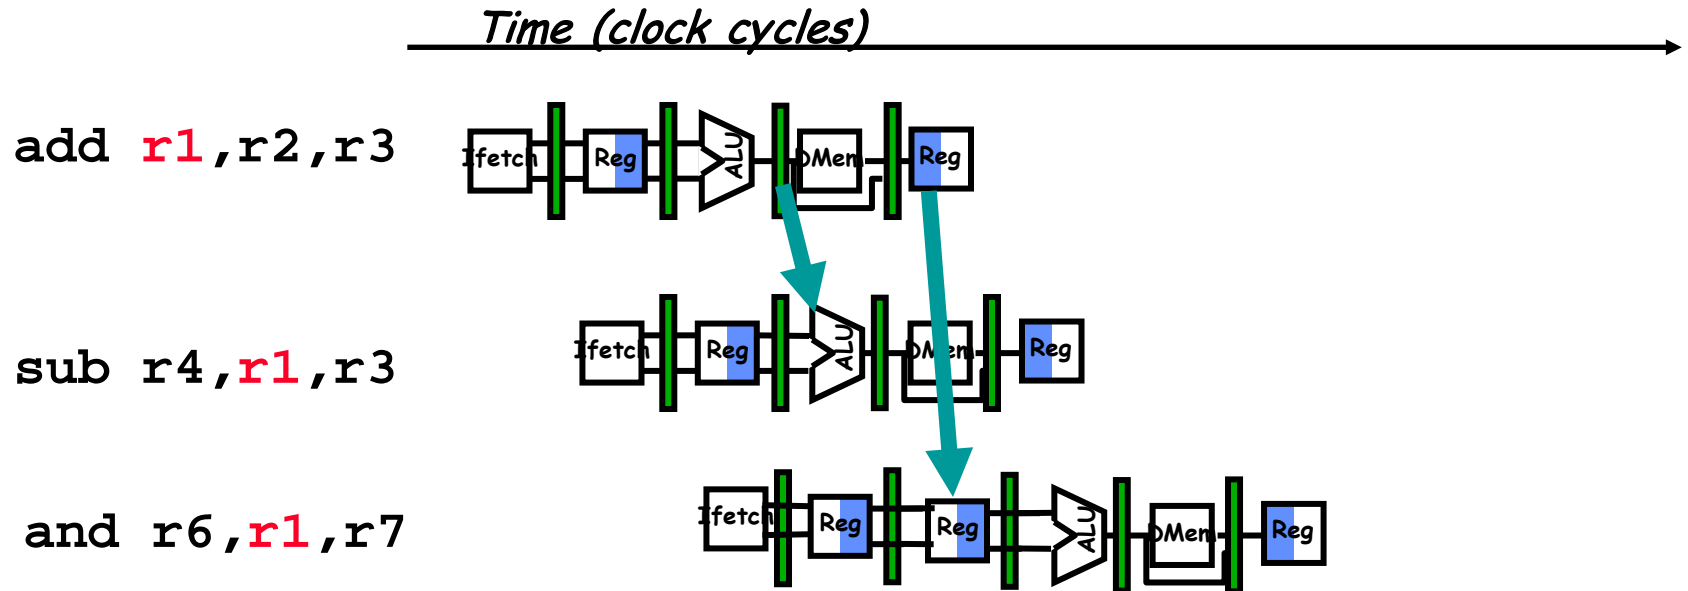 Time (clock cycles)
add r1,r2,r3
Ifetch Reg ALU DMem Reg
sub r4,r1,r3
Ifetch Reg ALU DMem Reg
and r6,r1,r7
Ifetch Reg Reg ALU DMem Reg